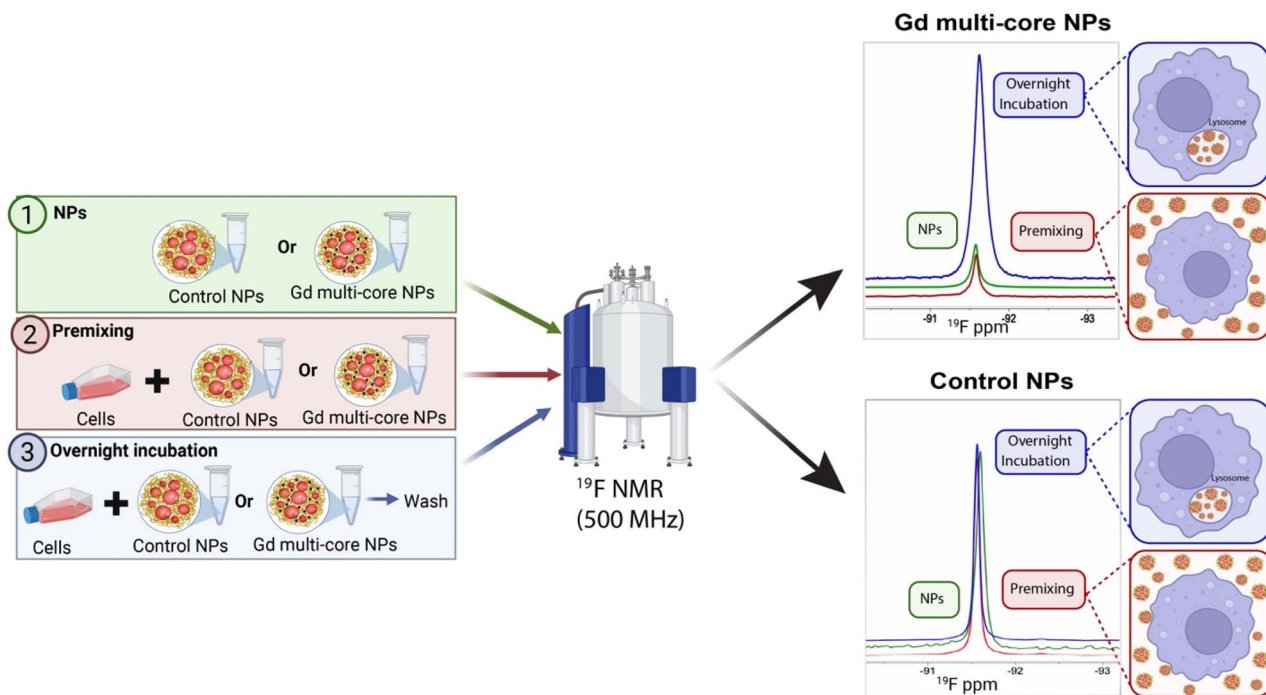 1 NPs
Or
Control NPs
Gd multi-core NPs
2 Premixing
Or
Cells
Control NPs
Gd multi-core NPs
3 Overnight incubation
Or
Wash
Cells
Control NPs
Gd multi-core NPs
¹⁹F NMR
(500 MHz)
Gd multi-core NPs
Overnight
Incubation
Lysosome
NPs
Premixing
-91 -92 -93
¹⁹F ppm
Control NPs
Overnight
Incubation
Lysosome
NPs
Premixing
-91 -92 -93
¹⁹F ppm